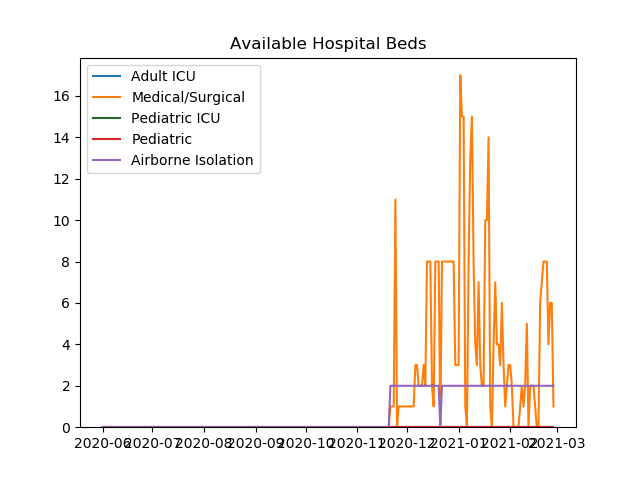 Available Hospital Beds
Adult ICU
Medical/Surgical
Pediatric ICU
Pediatric
Airborne Isolation
16
14
12
10
8
6
4
2
0
2020-06 2020-07 2020-08 2020-09 2020-10 2020-11 2020-12 2021-01 2021-02 2021-03